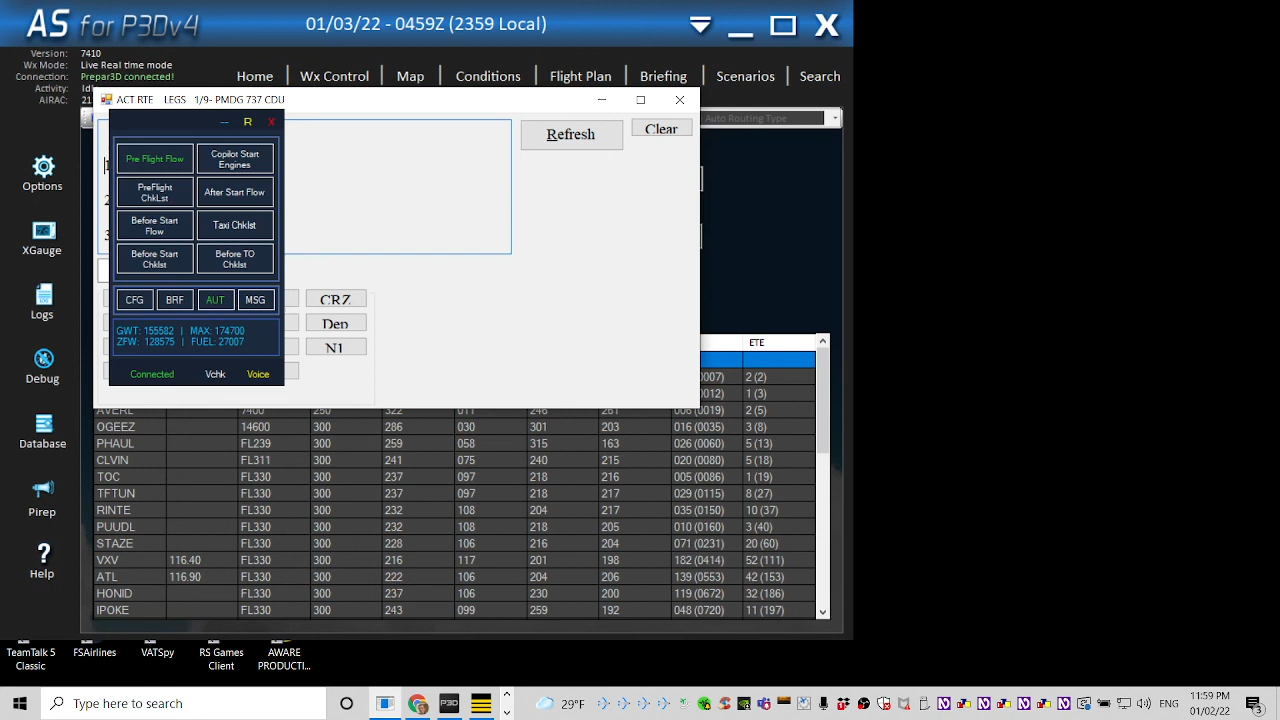 AS for P3Dv4
01/03/22 - 0459Z (2359 Local)
X
Version: 7410
Wx Mode: Live Real time mode
Connection: Prepar3D connected!
Activity: Idl
AIRAC: 21
Home
Wx Control
Map
Conditions
Flight Plan
Briefing
Scenarios
Search
ACT RTE LEGS 1/9- PMDG 737 CDU
Refresh
Clear
Auto Routing Type
-- R X
Pre Flight Flow
Copilot Start Engines
PreFlight ChkLst
After Start Flow
Before Start Flow
Taxi Chklst
Before Start Chklst
Before TO Chklst
CFG BRF AUT MSG
GWT: 155582 | MAX: 174700
ZFW: 128575 | FUEL: 27007
Connected Vchk Voice
2
3
CRZ
Dep
N1
Options
XGauge
Logs
Debug
Database
Pirep
Help
ETE
0007) 2 (2)
0012) 1 (3)
AVERL 7400 250 322 011 246 261 006 (0019) 2 (5)
OGEEZ 14600 300 286 030 301 203 016 (0035) 3 (8)
PHAUL FL239 300 259 058 315 163 026 (0060) 5 (13)
CLVIN FL311 300 241 075 240 215 020 (0080) 5 (18)
TOC FL330 300 237 097 218 216 005 (0086) 1 (19)
TFTUN FL330 300 237 097 218 217 029 (0115) 8 (27)
RINTE FL330 300 232 108 204 217 035 (0150) 10 (37)
PUUDL FL330 300 232 108 218 205 010 (0160) 3 (40)
STAZE FL330 300 228 106 216 204 071 (0231) 20 (60)
VXV 116.40 FL330 300 216 117 201 198 182 (0414) 52 (111)
ATL 116.90 FL330 300 222 106 204 206 139 (0553) 42 (153)
HONID FL330 300 237 106 230 200 119 (0672) 32 (186)
IPOKE FL330 300 243 099 259 192 048 (0720) 11 (197)
TeamTalk 5 Classic
FSAirlines
VATSpy
RS Games Client
AWARE PRODUCTI...
Type here to search
P3D
29°F
ENG
11:59 PM
01/02/22
3